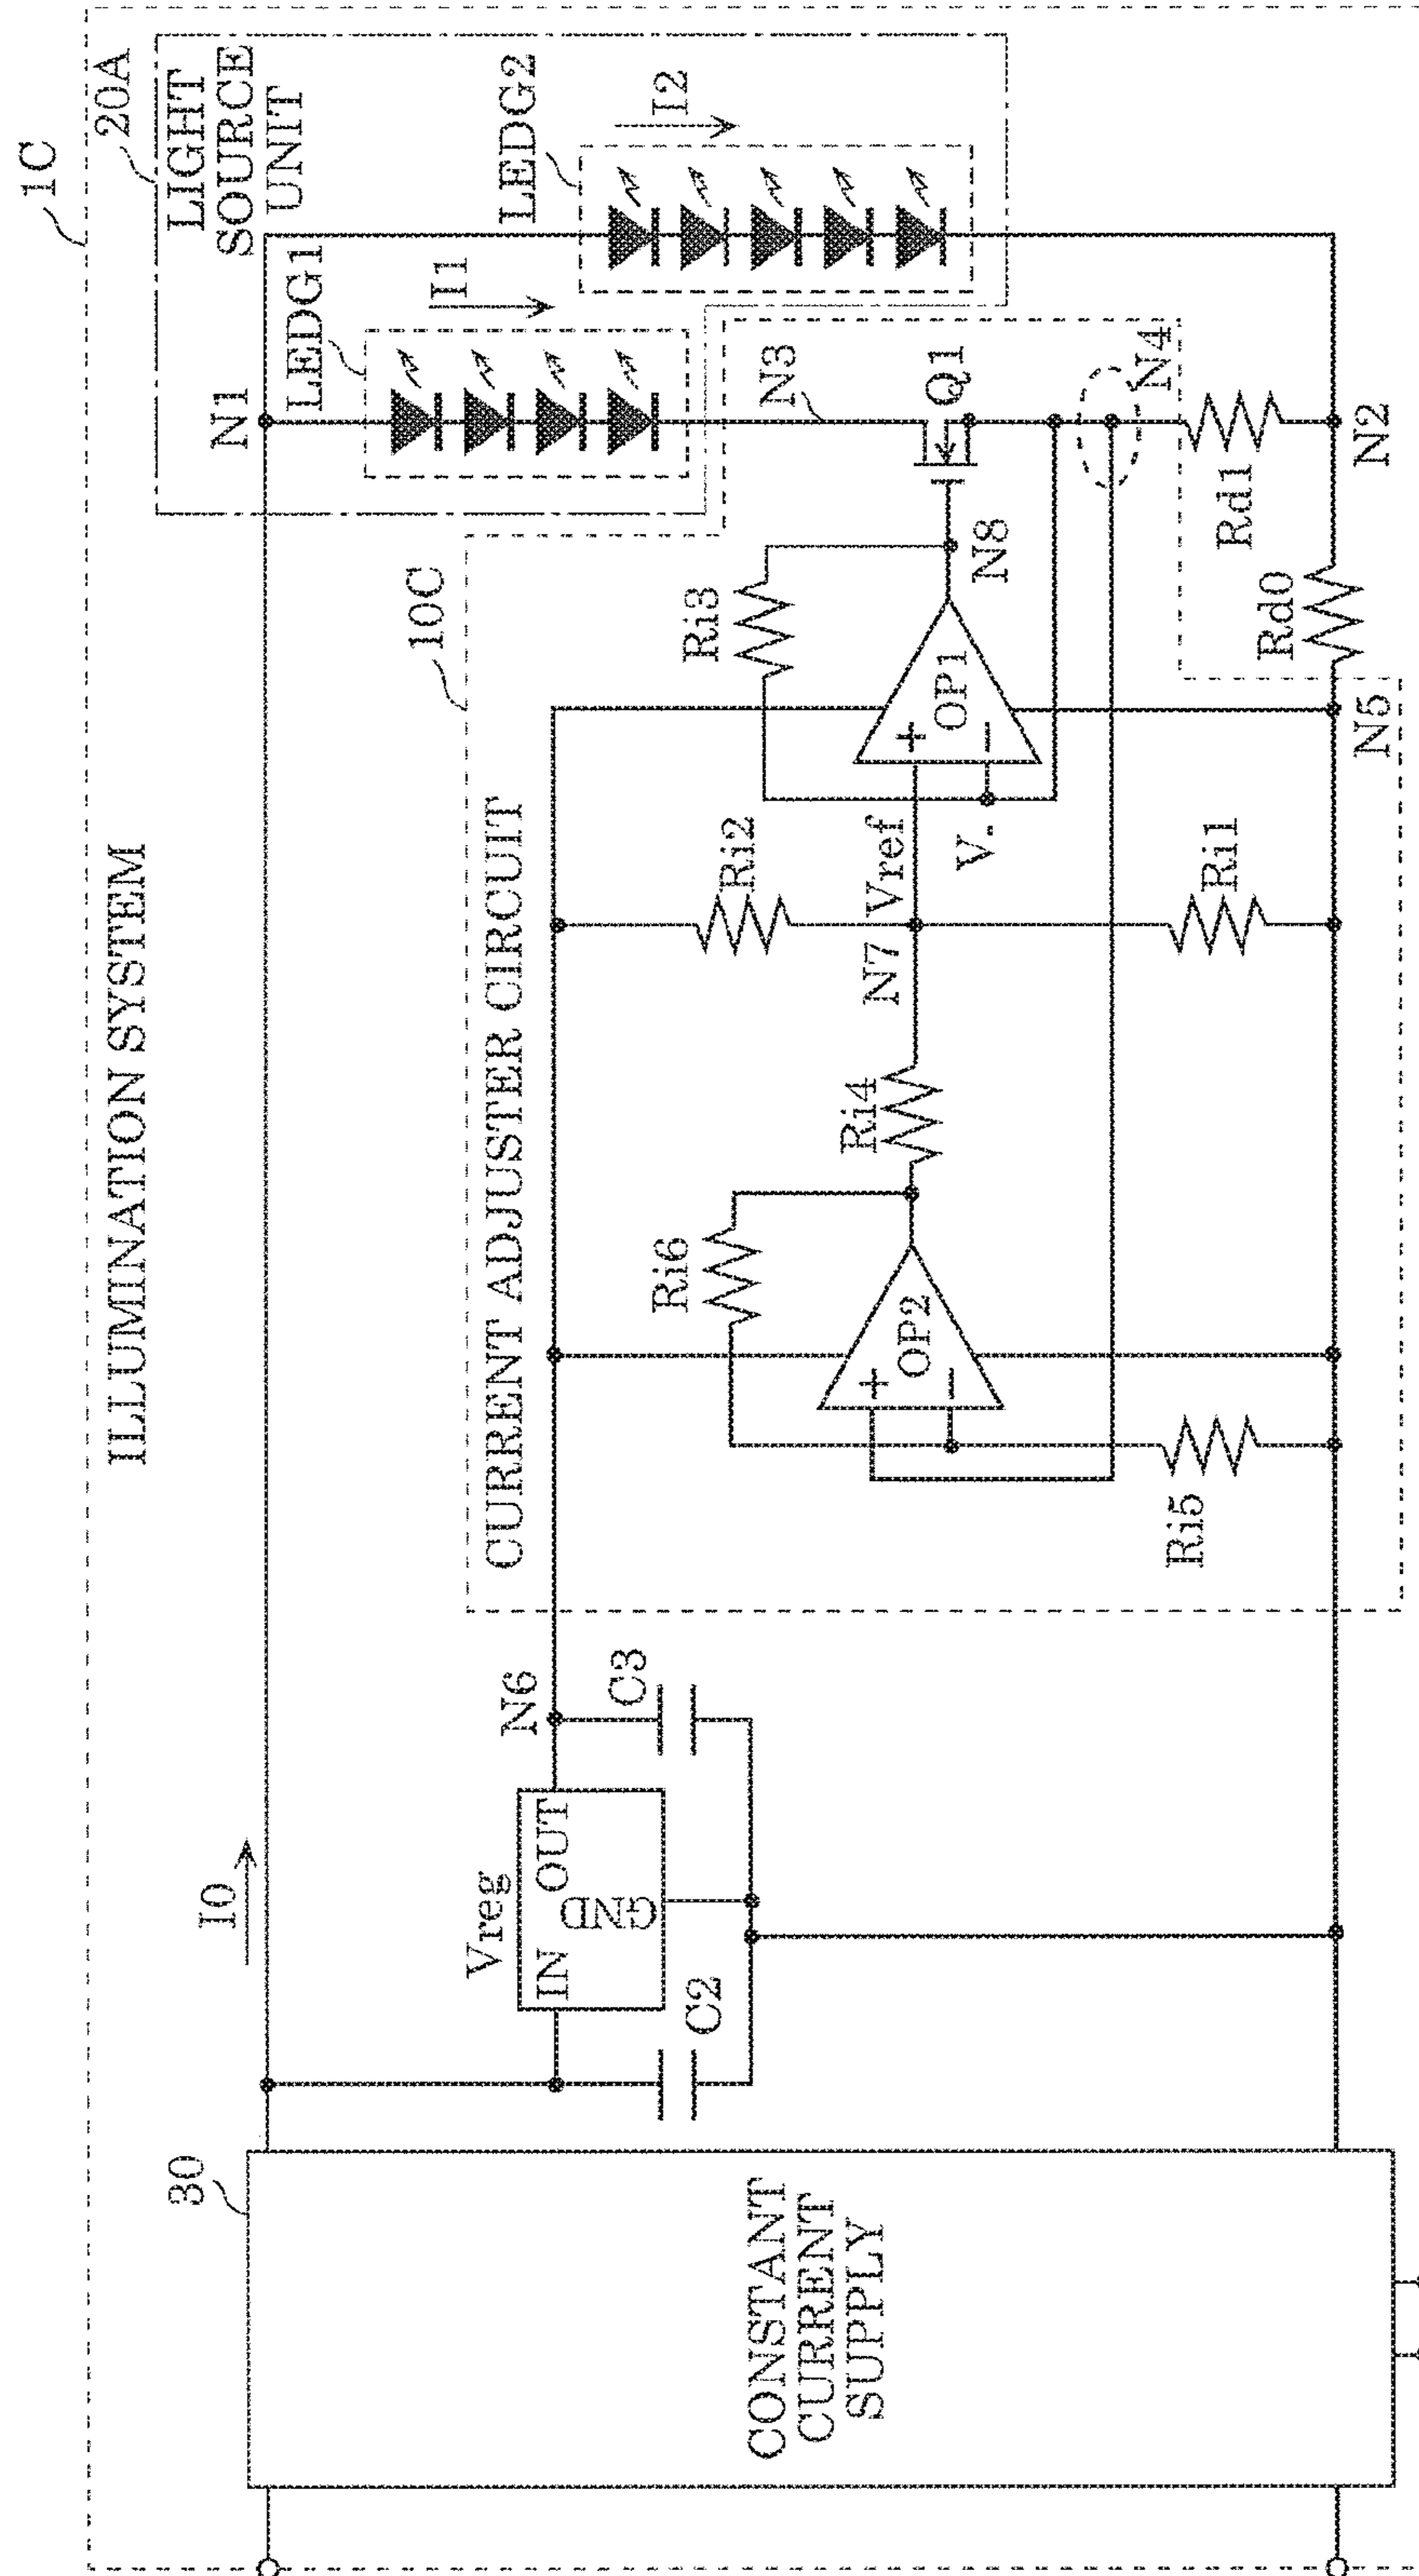 1C
ILLUMINATION SYSTEM
20A
LIGHT
SOURCE
UNIT
N1
LEDG1
I1
LEDG2
I2
I0
30
CONSTANT
CURRENT
SUPPLY
Vreg
IN
OUT
GND
C2
C3
N6
10C
CURRENT ADJUSTER CIRCUIT
Ri6
OP2
+
−
Ri5
Ri4
N7
Vref
Ri2
Ri1
V-
Ri3
OP1
+
−
N8
N3
Q1
N4
Rd1
Rd0
N2
N5